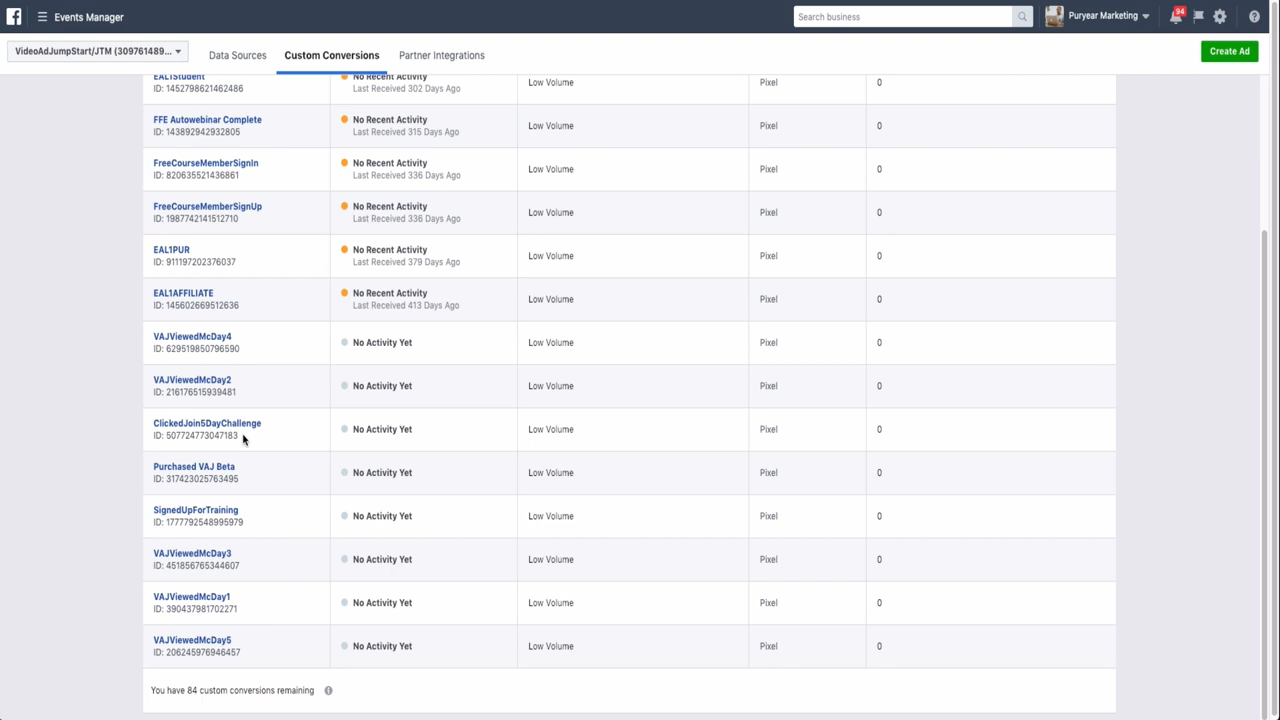 Events Manager
Search business
Puryear Marketing
94
VideoAdJumpStart/JTM (309761489...
Data Sources
Custom Conversions
Partner Integrations
Create Ad
EAL1Student
No Recent Activity
ID: 1452798621462486
Last Received 302 Days Ago
Low Volume
Pixel
0
FFE Autowebinar Complete
No Recent Activity
ID: 143892942932805
Last Received 315 Days Ago
Low Volume
Pixel
0
FreeCourseMemberSignIn
No Recent Activity
ID: 820635521436861
Last Received 336 Days Ago
Low Volume
Pixel
0
FreeCourseMemberSignUp
No Recent Activity
ID: 1987742141512710
Last Received 336 Days Ago
Low Volume
Pixel
0
EAL1PUR
No Recent Activity
ID: 911197202376037
Last Received 379 Days Ago
Low Volume
Pixel
0
EAL1AFFILIATE
No Recent Activity
ID: 145602669512636
Last Received 413 Days Ago
Low Volume
Pixel
0
VAJViewedMcDay4
ID: 629519850796590
No Activity Yet
Low Volume
Pixel
0
VAJViewedMcDay2
ID: 216176515939481
No Activity Yet
Low Volume
Pixel
0
ClickedJoin5DayChallenge
ID: 507724773047183
No Activity Yet
Low Volume
Pixel
0
Purchased VAJ Beta
ID: 317423025763495
No Activity Yet
Low Volume
Pixel
0
SignedUpForTraining
ID: 1777792548995979
No Activity Yet
Low Volume
Pixel
0
VAJViewedMcDay3
ID: 451856765344607
No Activity Yet
Low Volume
Pixel
0
VAJViewedMcDay1
ID: 390437981702271
No Activity Yet
Low Volume
Pixel
0
VAJViewedMcDay5
ID: 206245976946457
No Activity Yet
Low Volume
Pixel
0
You have 84 custom conversions remaining